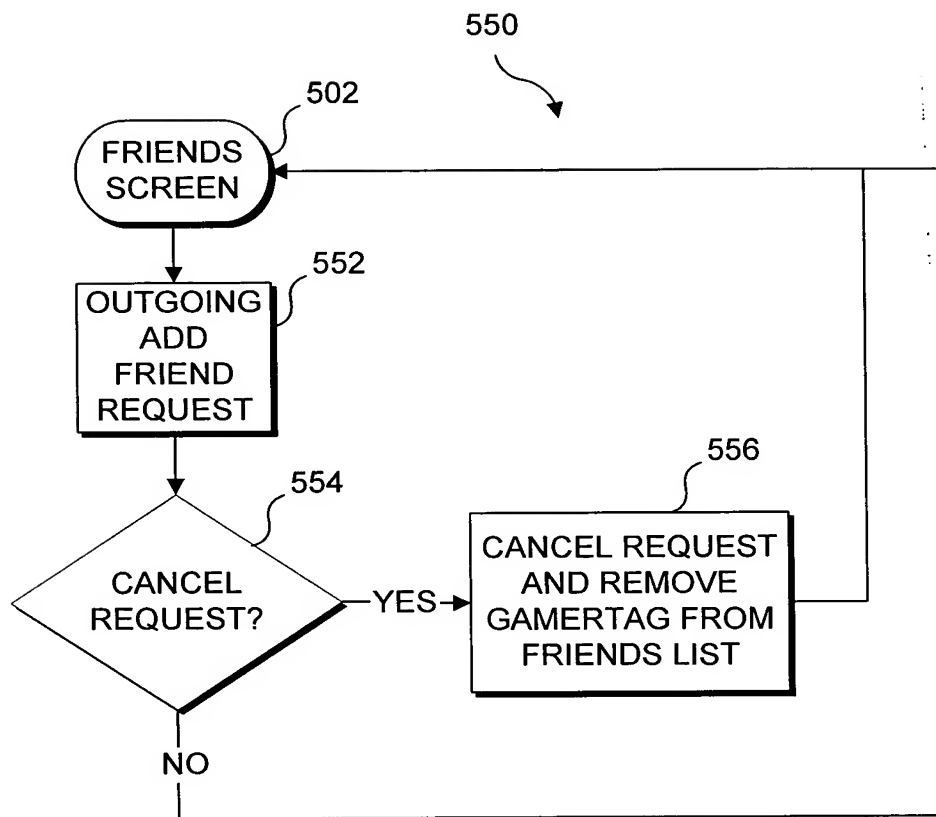 550
502
FRIENDS
SCREEN
552
OUTGOING
ADD
FRIEND
REQUEST
554
CANCEL
REQUEST?
YES
556
CANCEL REQUEST
AND REMOVE
GAMERTAG FROM
FRIENDS LIST
NO